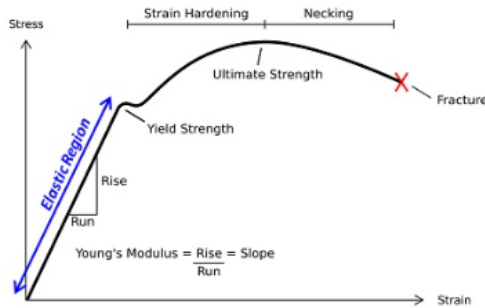 Strain Hardening
Necking
Stress
Ultimate Strength
Fracture
Yield Strength
Elastic Region
Rise
Run
Young's Modulus = Rise = Slope
Run
Strain